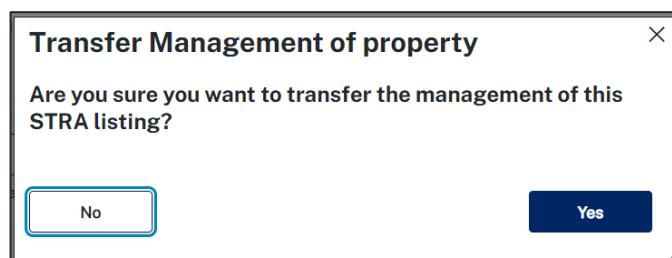 Transfer Management of property
Are you sure you want to transfer the management of this
STRA listing?
No
Yes